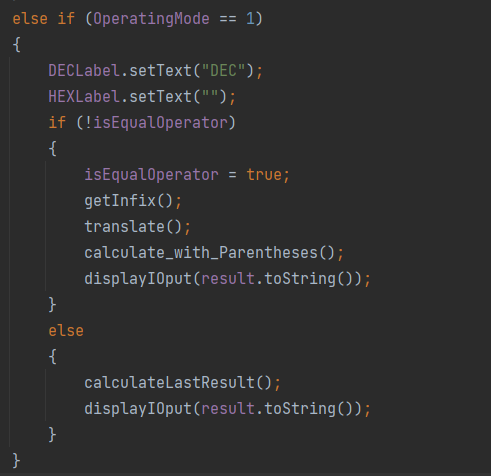 else if (OperatingMode == 1)
{
DECLabel.setText("DEC");
HEXLabel.setText("");
if (!isEqualOperator)
{
isEqualOperator = true;
getInfix();
translate();
calculate_with_Parentheses();
displayIOput(result.toString());
}
else
{
calculateLastResult();
displayIOput(result.toString());
}
}